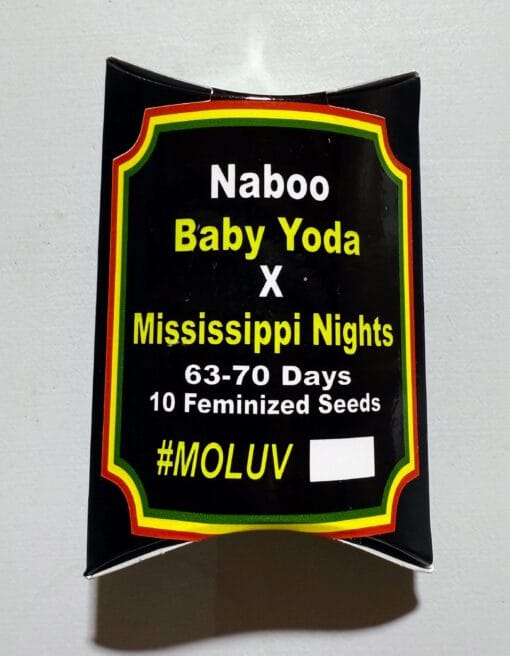 Naboo
Baby Yoda
X
Mississippi Nights
63-70 Days
10 Feminized Seeds
#MOLUV